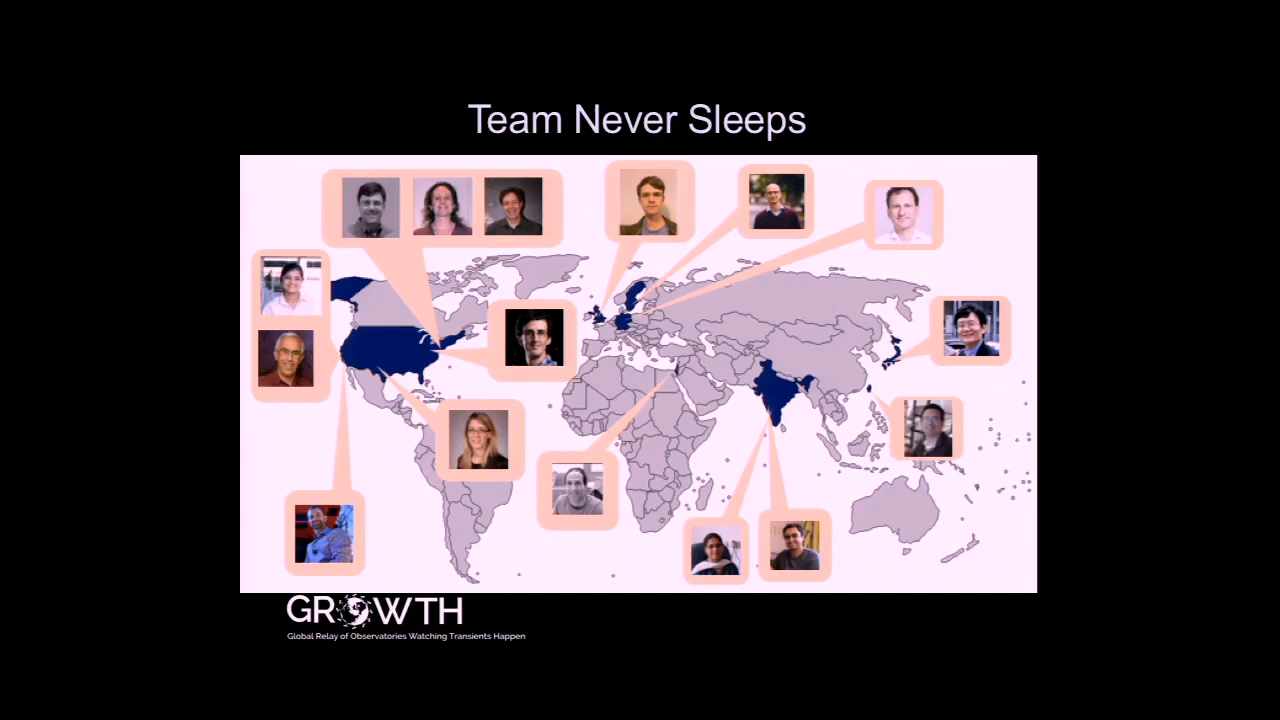 Team Never Sleeps
GROWTH
Global Relay of Observatories Watching Transients Happen